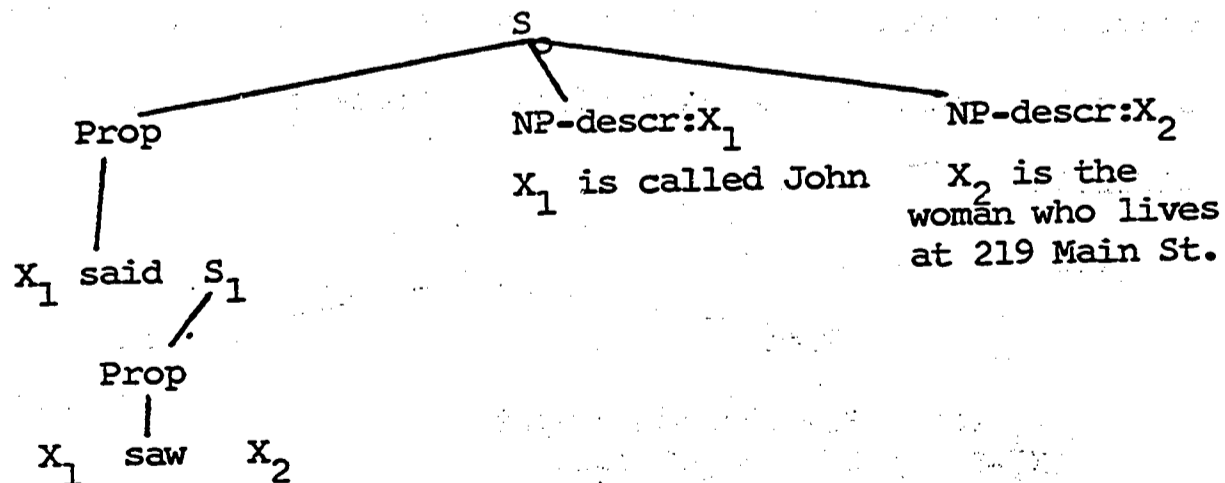 S
Prop NP-descr:X₁ NP-descr:X₂
X₁ is called John X₂ is the
woman who lives
at 219 Main St.
X₁ said S₁
Prop
X₁ saw X₂